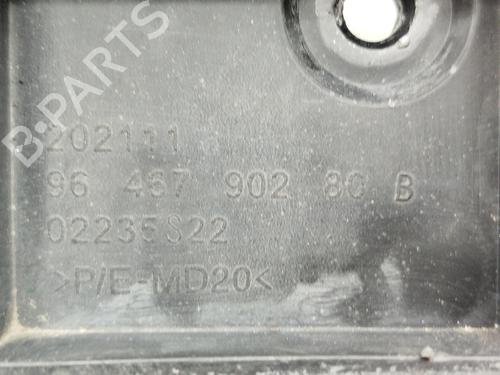 B-PARTS
202111
96 467 902 80 B
02235S22
>P/E-MD20<